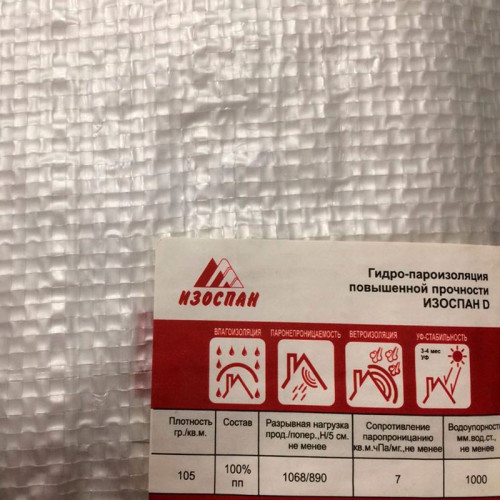 Гидро-пароизоляция
повышенной прочности
ИЗОСПАН D
ИЗОСПАН
ВЛАГОИЗОЛЯЦИЯ ПАРОНЕПРОНИЦАЕМОСТЬ ВЕТРОИЗОЛЯЦИЯ УФ-СТАБИЛЬНОСТЬ
3-4 мес
УФ
Плотность Состав Разрывная нагрузка Сопротивление Водоупорность
гр./кв.м. прод./попер.,Н/5 см. паропроницанию мм.вод.ст.,
не менее кв.м.чПа/мг.,не менее не менее
105 100% 1068/890 7 1000
пп